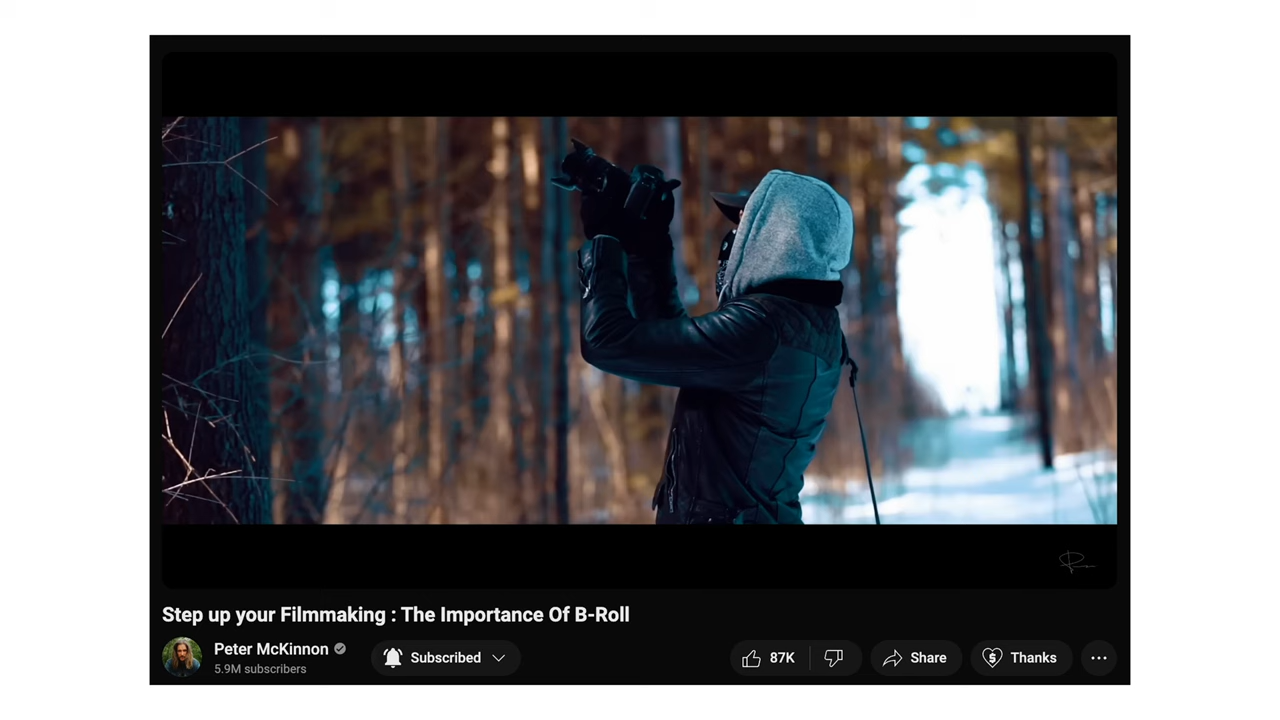 Step up your Filmmaking : The Importance Of B-Roll
Peter McKinnon
5.9M subscribers
Subscribed
87K
Share
Thanks